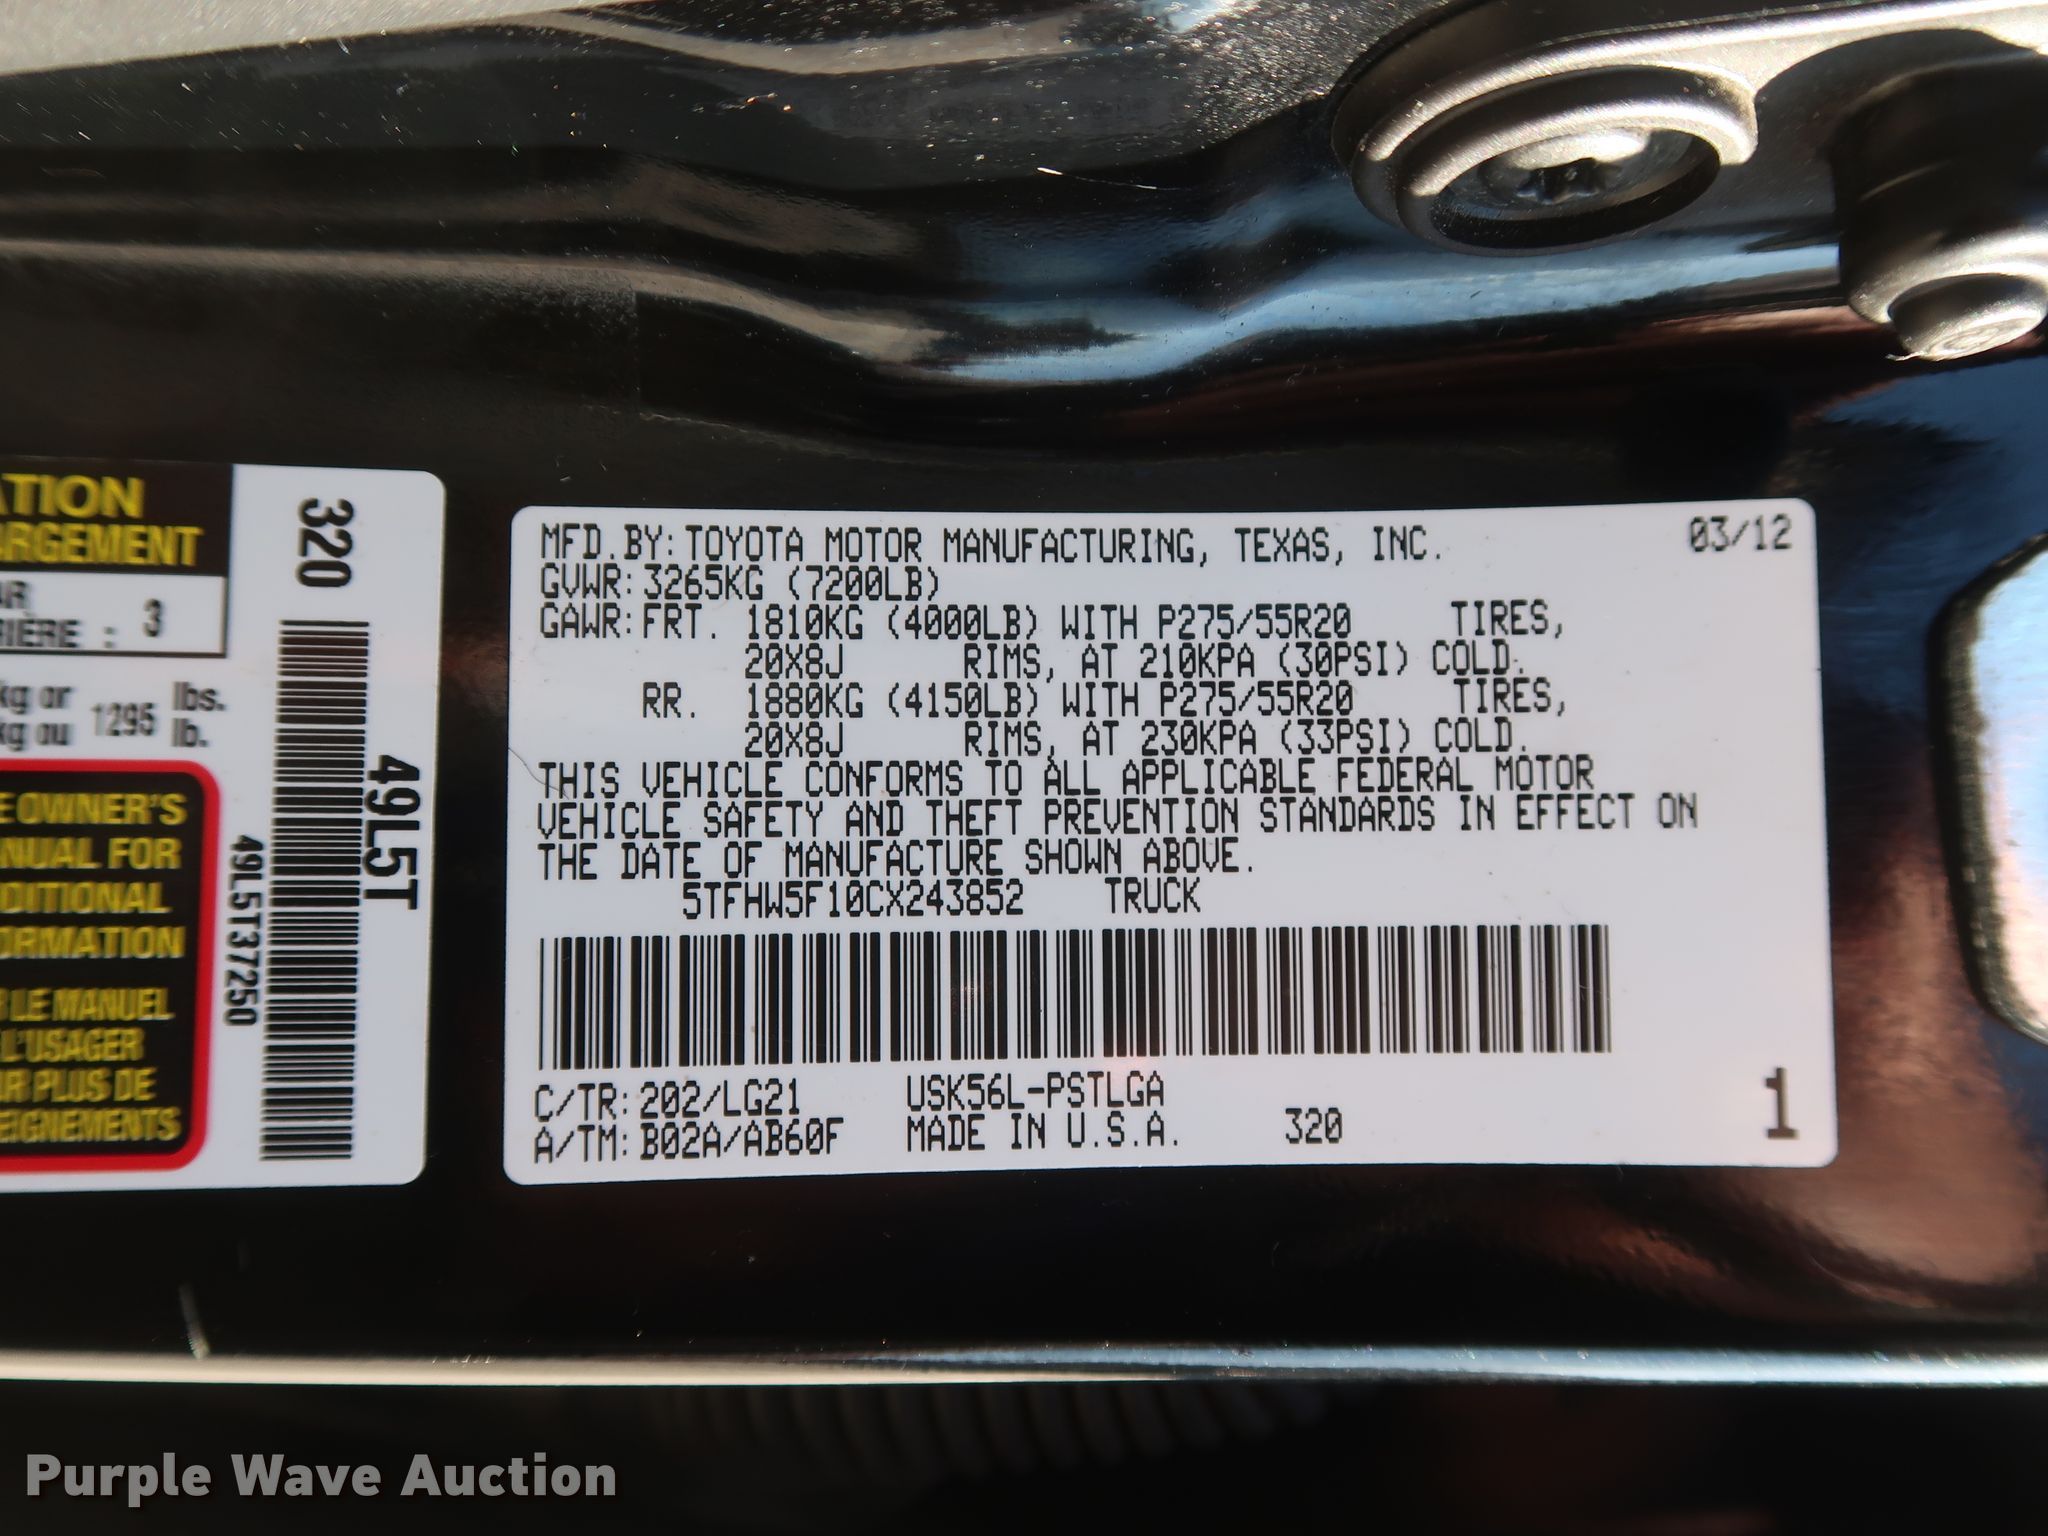 ATION
ARGEMENT
AR
RIÈRE : 3
kg or 1295 lbs.
kg au lb.
E OWNER'S
NUAL FOR
DITIONAL
ORMATION
R LE MANUEL
L'USAGER
UR PLUS DE
EIGNEMENTS
320
49L5T
49L5T37250
MFD.BY:TOYOTA MOTOR MANUFACTURING, TEXAS, INC. 03/12
GVWR:3265KG (7200LB)
GAWR:FRT. 1810KG (4000LB) WITH P275/55R20 TIRES,
20X8J RIMS, AT 210KPA (30PSI) COLD.
RR. 1880KG (4150LB) WITH P275/55R20 TIRES,
20X8J RIMS, AT 230KPA (33PSI) COLD.
THIS VEHICLE CONFORMS TO ALL APPLICABLE FEDERAL MOTOR
VEHICLE SAFETY AND THEFT PREVENTION STANDARDS IN EFFECT ON
THE DATE OF MANUFACTURE SHOWN ABOVE.
5TFHW5F10CX243852 TRUCK
C/TR:202/LG21 USK56L-PSTLGA
A/TM:B02A/AB60F MADE IN U.S.A. 320
1
Purple Wave Auction